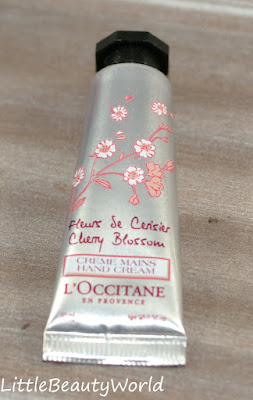 Fleurs de Cerisier
Cherry Blossom
CRÈME MAINS
HAND CREAM
L'OCCITANE
EN PROVENCE
LittleBeautyWorld